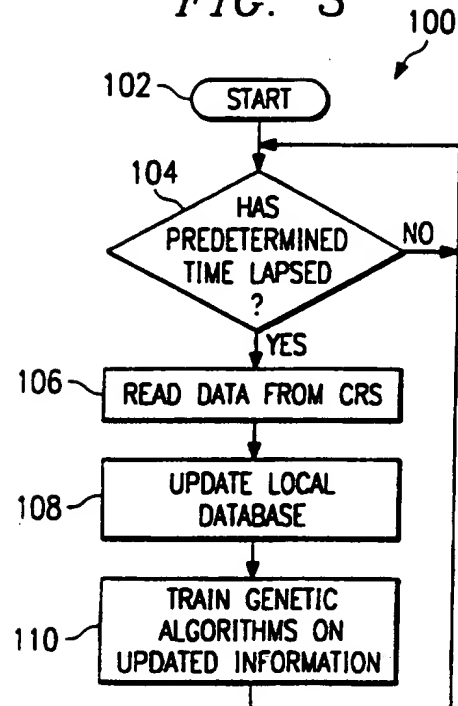 FIG. 3
100
102
START
104
HAS
PREDETERMINED
TIME LAPSED
?
NO
YES
106
READ DATA FROM CRS
108
UPDATE LOCAL
DATABASE
110
TRAIN GENETIC
ALGORITHMS ON
UPDATED INFORMATION